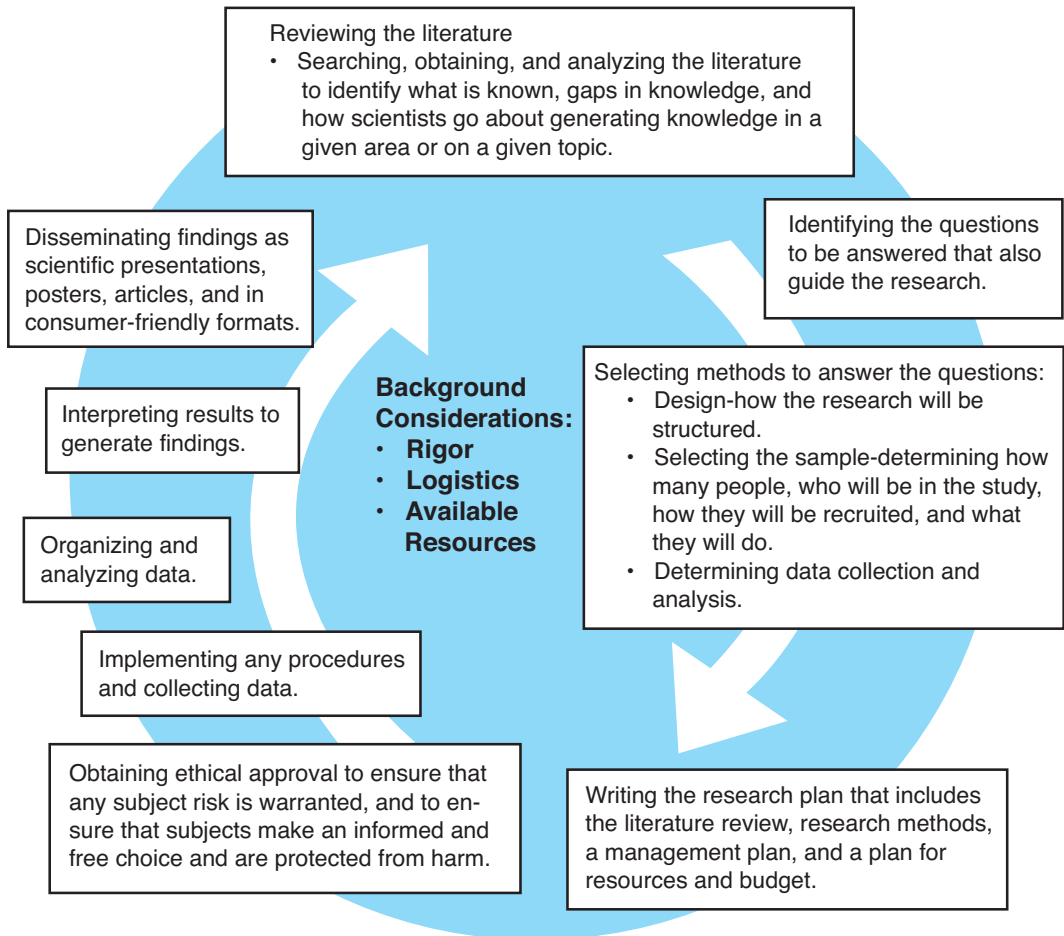 Reviewing the literature
• Searching, obtaining, and analyzing the literature
to identify what is known, gaps in knowledge, and
how scientists go about generating knowledge in a
given area or on a given topic.
Identifying the questions
to be answered that also
guide the research.
Selecting methods to answer the questions:
• Design-how the research will be
structured.
• Selecting the sample-determining how
many people, who will be in the study,
how they will be recruited, and what
they will do.
• Determining data collection and
analysis.
Writing the research plan that includes
the literature review, research methods,
a management plan, and a plan for
resources and budget.
Obtaining ethical approval to ensure that
any subject risk is warranted, and to en-
sure that subjects make an informed and
free choice and are protected from harm.
Implementing any procedures
and collecting data.
Organizing and
analyzing data.
Interpreting results to
generate findings.
Disseminating findings as
scientific presentations,
posters, articles, and in
consumer-friendly formats.
Background
Considerations:
• Rigor
• Logistics
• Available
Resources